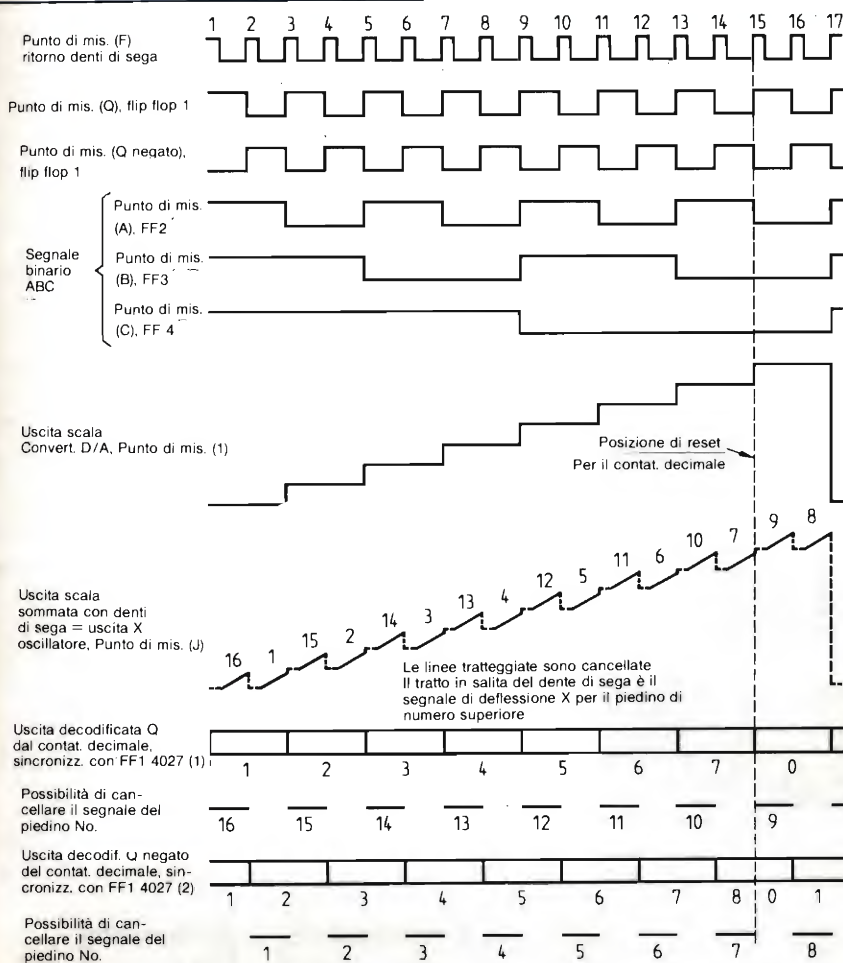 1 2 3 4 5 6 7 8 9 10 11 12 13 14 15 16 17
Punto di mis. (F)
ritorno denti di sega
Punto di mis. (Q), flip flop 1
Punto di mis. (Q negato),
flip flop 1
Segnale
binario
ABC
Punto di mis.
(A), FF2
Punto di mis.
(B), FF3
Punto di mis.
(C), FF 4
Uscita scala
Convert. D/A, Punto di mis. (1)
Posizione di reset
Per il contat. decimale
Uscita scala
sommata con denti
di sega = uscita X
oscillatore, Punto di mis. (J)
16 1 15 2 14 3 13 4 12 5 11 6 10 7 9 8
Le linee tratteggiate sono cancellate
Il tratto in salita del dente di sega è il
segnale di deflessione X per il piedino di
numero superiore
Uscita decodificata Q
dal contat. decimale,
sincronizz. con FF1 4027 (1)
1 2 3 4 5 6 7 0
Possibilità di can-
cellare il segnale del
piedino No.
16 15 14 13 12 11 10 9
Uscita decodif. Q negato
del contat. decimale, sin-
cronizz. con FF1 4027 (2)
1 2 3 4 5 6 7 8 0 1
Possibilità di can-
cellare il segnale del
piedino No.
1 2 3 4 5 6 7 8